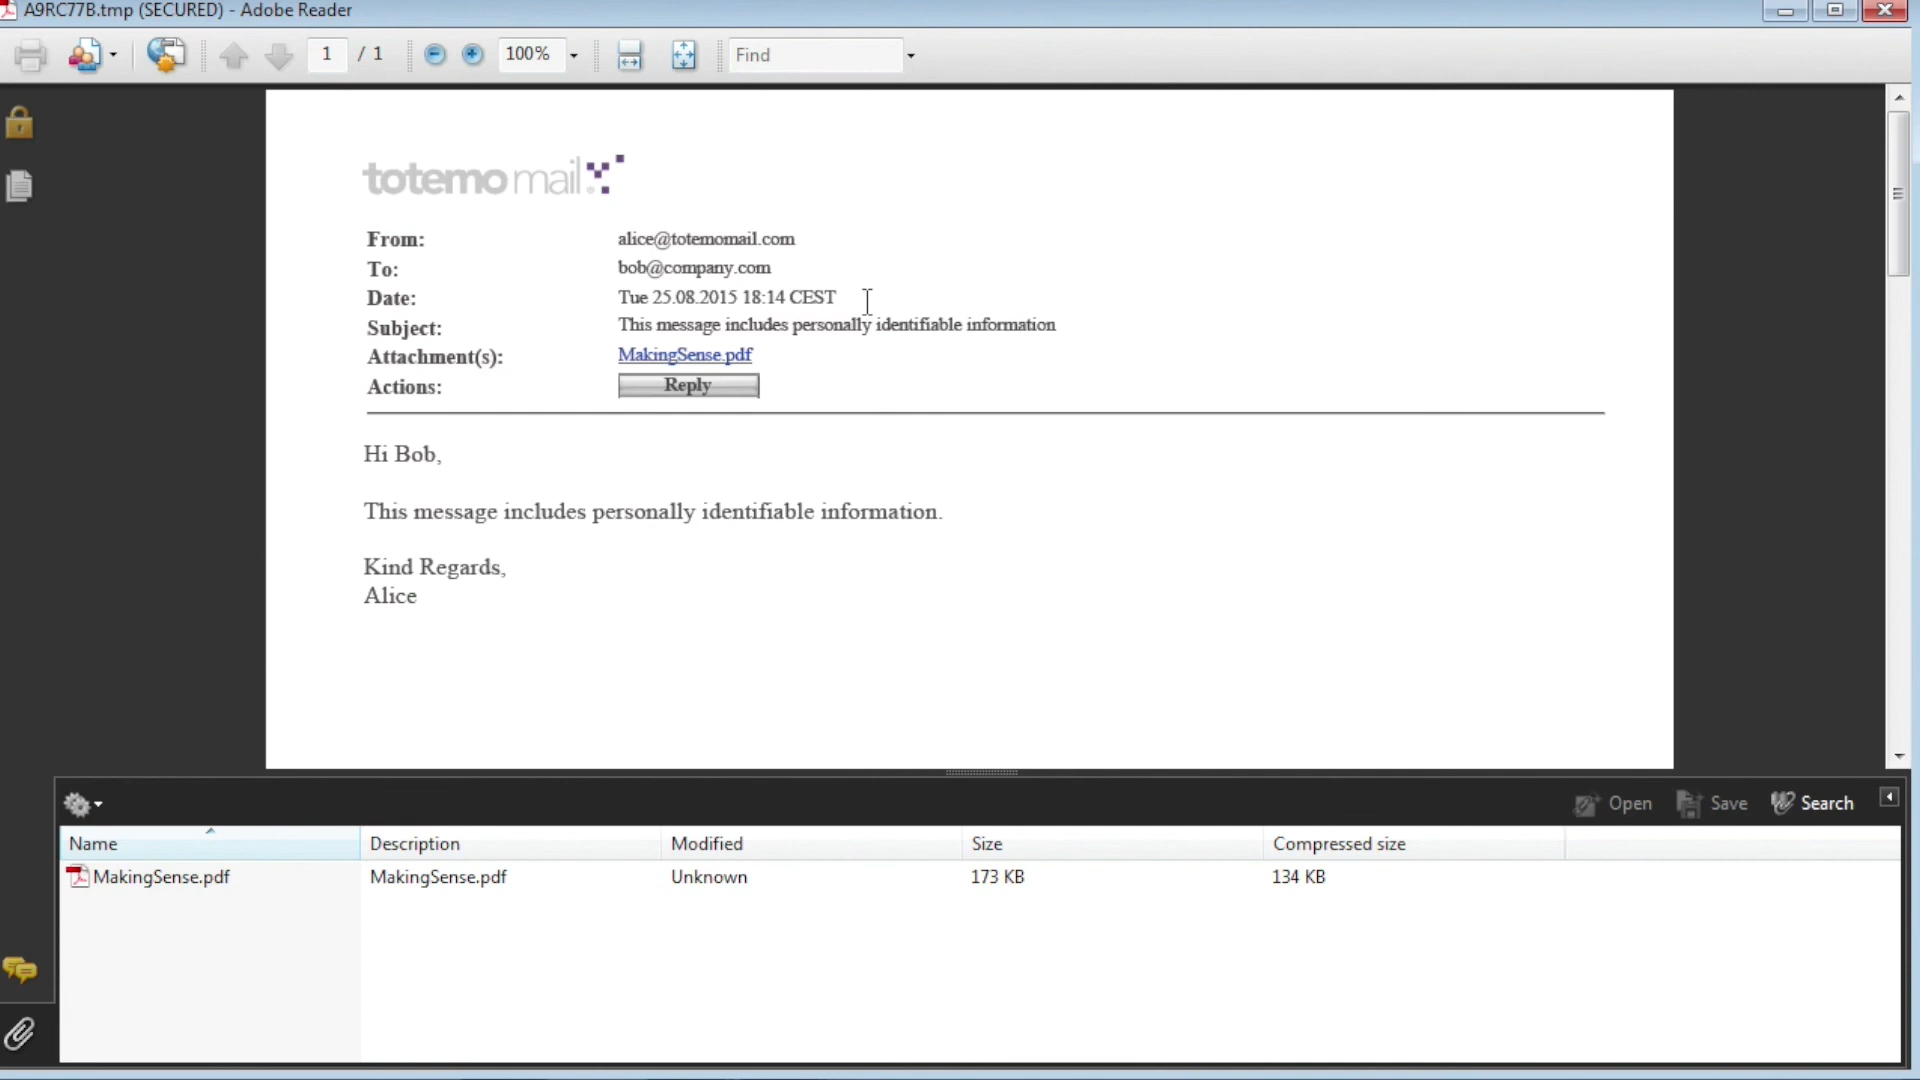 A9RC77B.tmp (SECURED) - Adobe Reader
1 / 1 100% Find
totemomail
From: alice@totemomail.com
To: bob@company.com
Date: Tue 25.08.2015 18:14 CEST
Subject: This message includes personally identifiable information
Attachment(s): MakingSense.pdf
Actions: Reply
Hi Bob,
This message includes personally identifiable information.
Kind Regards,
Alice
Open Save Search
Name Description Modified Size Compressed size
MakingSense.pdf MakingSense.pdf Unknown 173 KB 134 KB